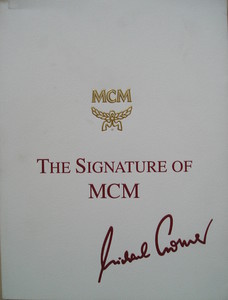 MCM
THE SIGNATURE OF
MCM
Michael Cromer